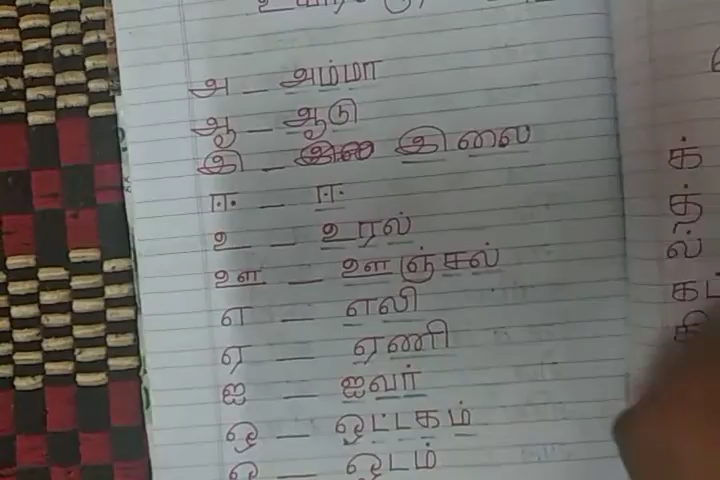 அ – அம்மா
ஆ – ஆடு
இ – இலை
ஈ – ஈ
உ – உரல்
ஊ – ஊஞ்சல்
எ – எலி
ஏ – ஏணி
ஐ – ஐவர்
ஒ – ஒட்டகம்
ஓ – ஓடம்
க்
த்
ல்